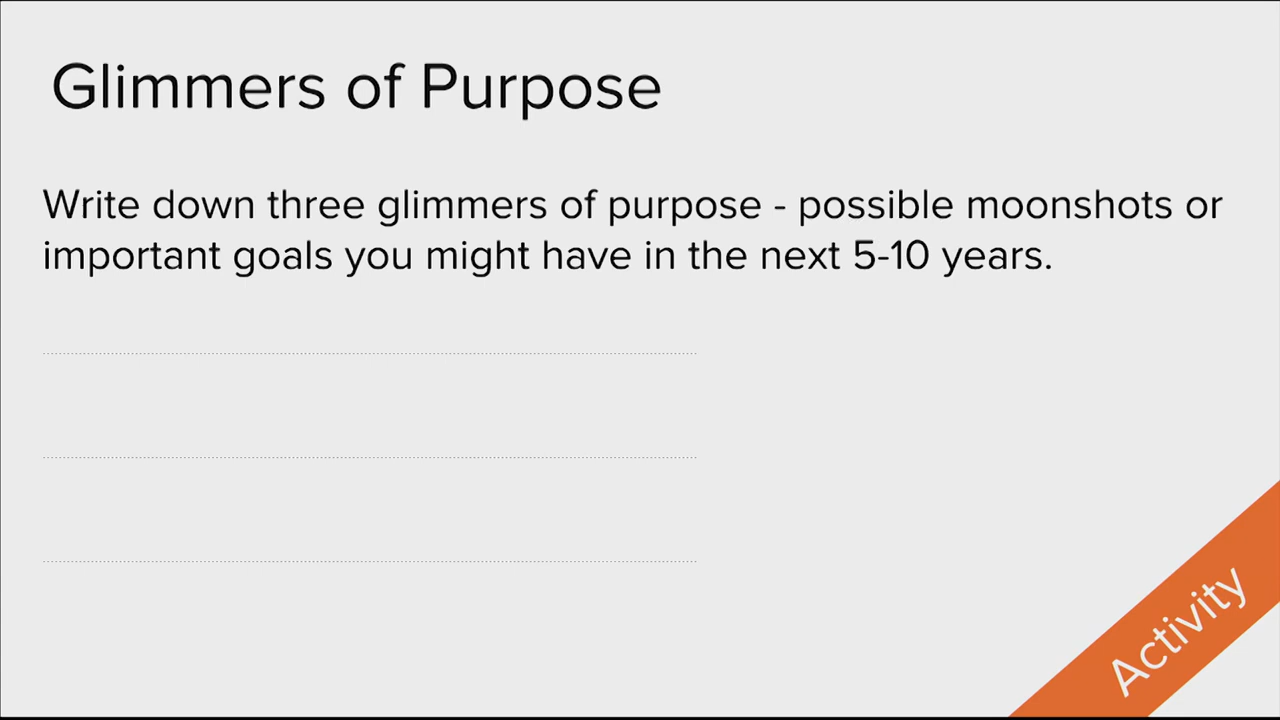 Glimmers of Purpose
Write down three glimmers of purpose - possible moonshots or
important goals you might have in the next 5-10 years.
Activity